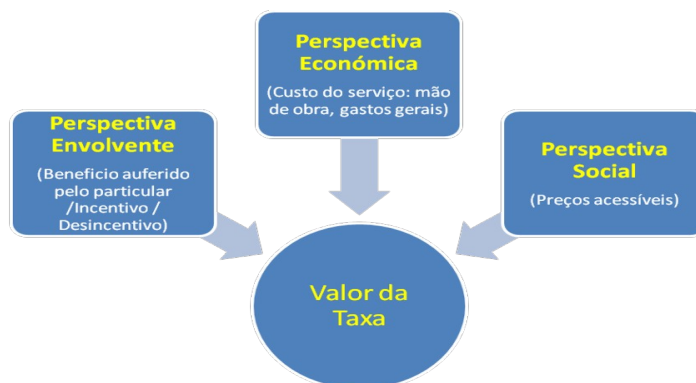 Perspectiva
Envolvente
(Beneficio auferido
pelo particular
/Incentivo /
Desincentivo)
Perspectiva
Económica
(Custo do serviço: mão
de obra, gastos gerais)
Perspectiva
Social
(Preços acessíveis)
Valor da
Taxa